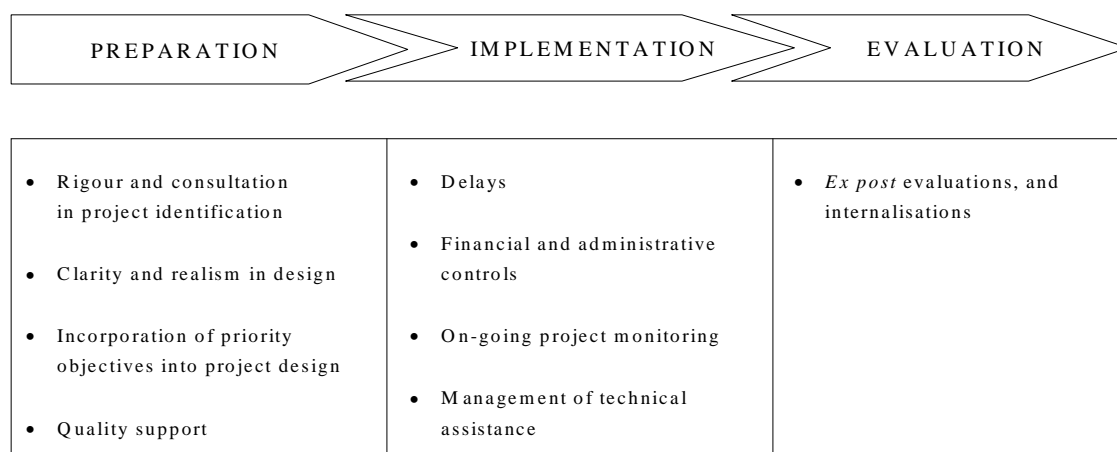 PREPARATION
IMPLEMENTATION
EVALUATION
• Rigour and consultation
in project identification
• Clarity and realism in design
• Incorporation of priority
objectives into project design
• Quality support
• Delays
• Financial and administrative
controls
• On-going project monitoring
• Management of technical
assistance
• Ex post evaluations, and
internalisations